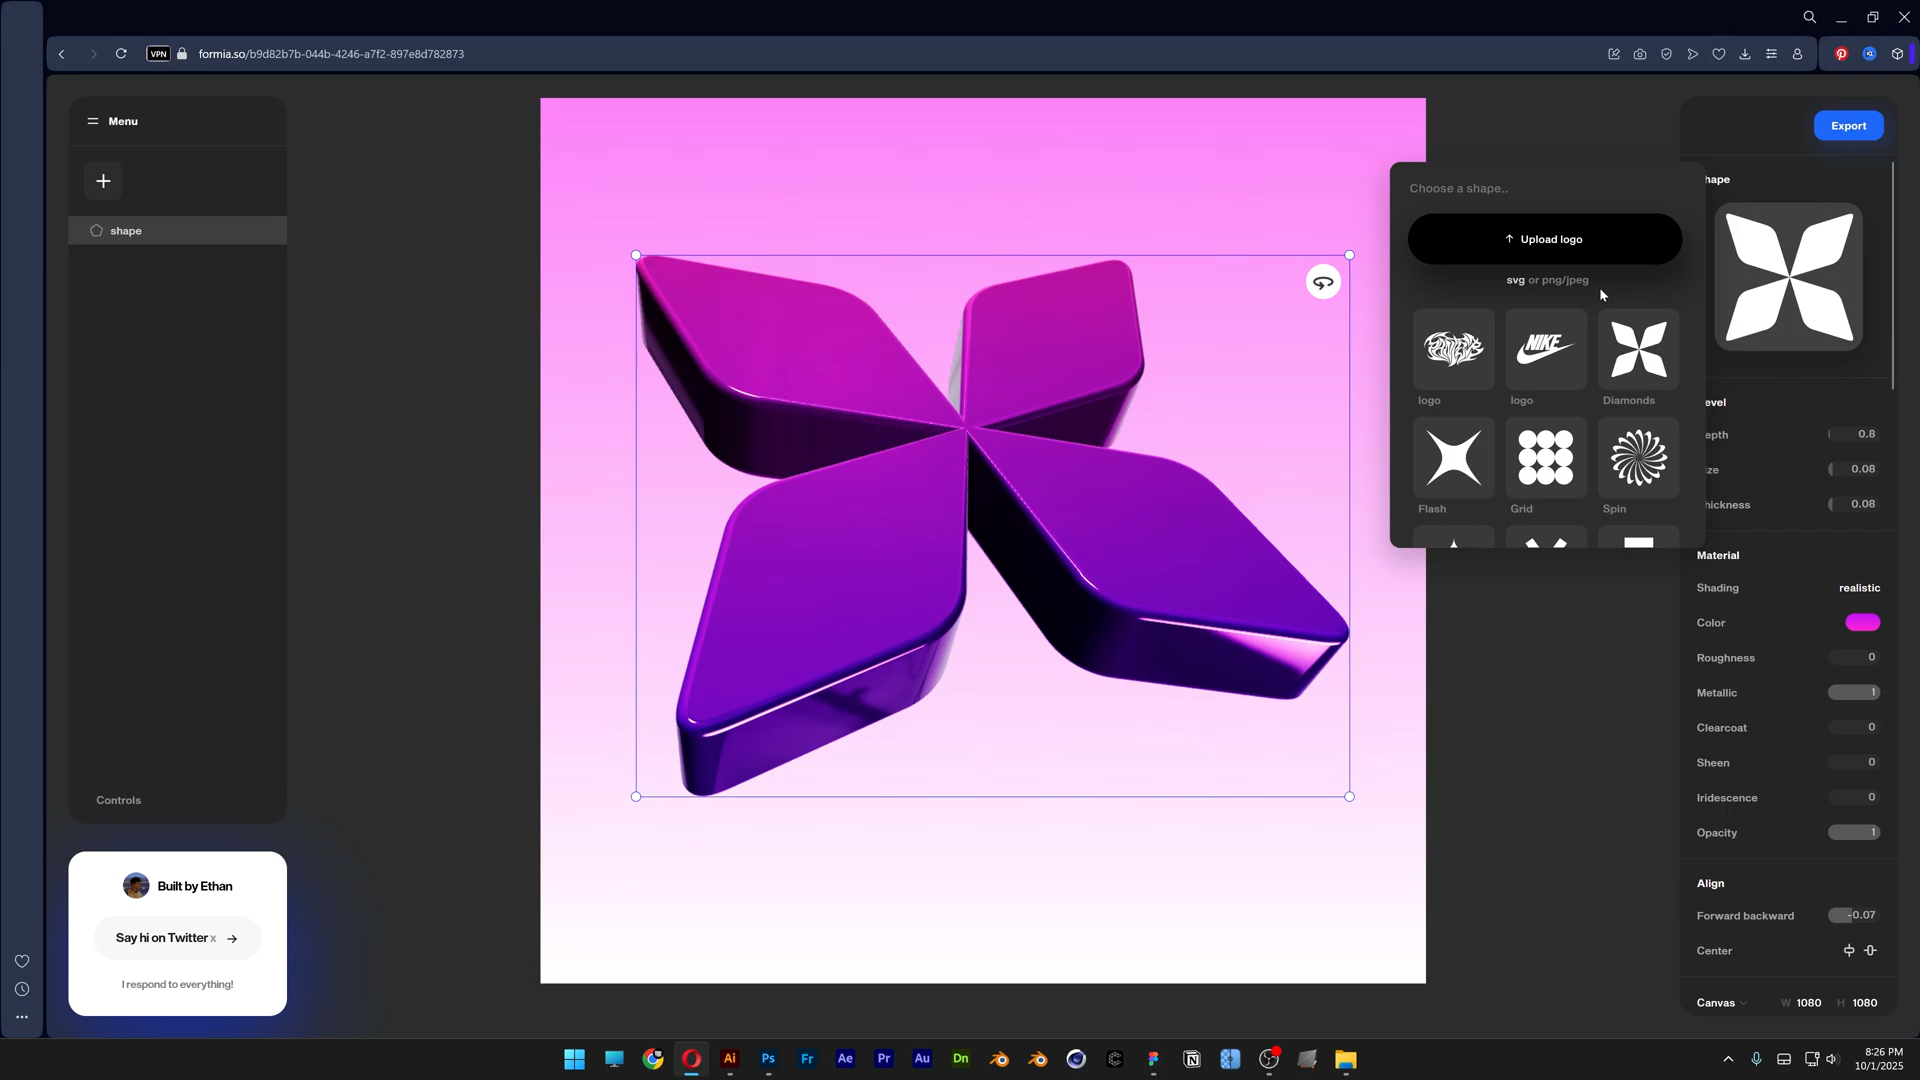 VPN
formia.so/b9d82b7b-044b-4246-a7f2-897e8d782873
Menu
shape
Controls
Built by Ethan
Say hi on Twitter x
I respond to everything!
Choose a shape..
Upload logo
svg or png/jpeg
NIKE
logo
logo
Diamonds
Flash
Grid
Spin
Export
hape
evel
epth 0.8
ize 0.08
hickness 0.08
Material
Shading realistic
Color
Roughness 0
Metallic 1
Clearcoat 0
Sheen 0
Iridescence 0
Opacity 1
Align
Forward backward -0.07
Center
Canvas W 1080 H 1080
Ai
Ps
Fr
Ae
Pr
Au
Dn
8:26 PM
10/1/2025